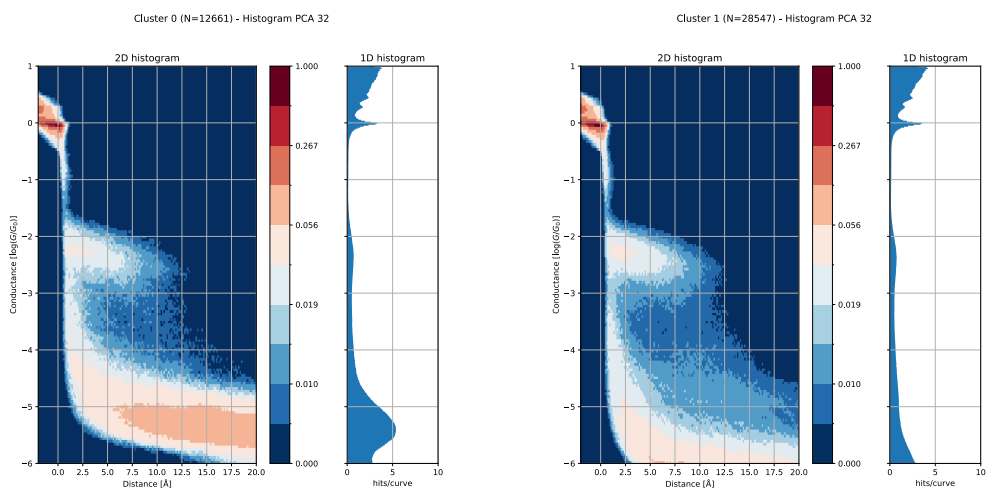 Cluster 0 (N=12661) - Histogram PCA 32
2D histogram
1D histogram
Conductance [log(G/G₀)]
1
0
−1
−2
−3
−4
−5
−6
0.0 2.5 5.0 7.5 10.0 12.5 15.0 17.5 20.0
Distance [Å]
1.000
0.267
0.056
0.019
0.010
0.000
0 5 10
hits/curve
Cluster 1 (N=28547) - Histogram PCA 32
2D histogram
1D histogram
Conductance [log(G/G₀)]
1
0
−1
−2
−3
−4
−5
−6
0.0 2.5 5.0 7.5 10.0 12.5 15.0 17.5 20.0
Distance [Å]
1.000
0.267
0.056
0.019
0.010
0.000
0 5 10
hits/curve